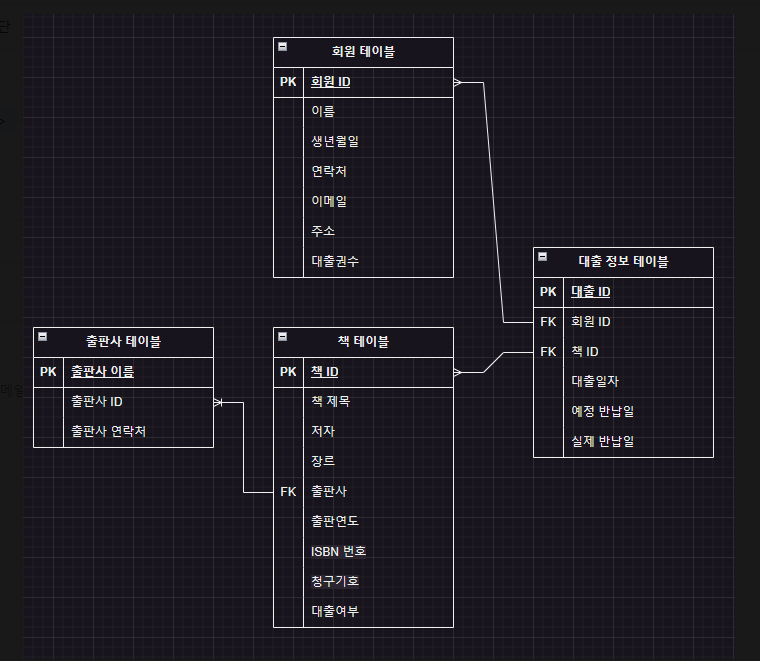 단
회원 테이블
PK 회원 ID
이름
생년월일
연락처
이메일
주소
대출권수
대출 정보 테이블
PK 대출 ID
FK 회원 ID
FK 책 ID
대출일자
예정 반납일
실제 반납일
출판사 테이블
PK 출판사 이름
출판사 ID
출판사 연락처
책 테이블
PK 책 ID
책 제목
저자
장르
FK 출판사
출판연도
ISBN 번호
청구기호
대출여부